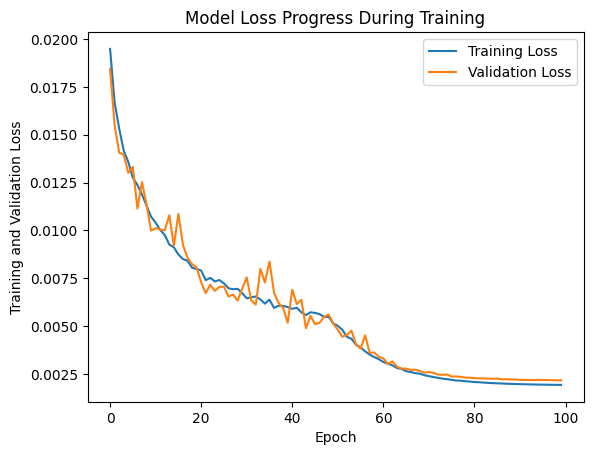 Model Loss Progress During Training
Training Loss
Validation Loss
Training and Validation Loss
0.0200
0.0175
0.0150
0.0125
0.0100
0.0075
0.0050
0.0025
0
20
40
60
80
100
Epoch